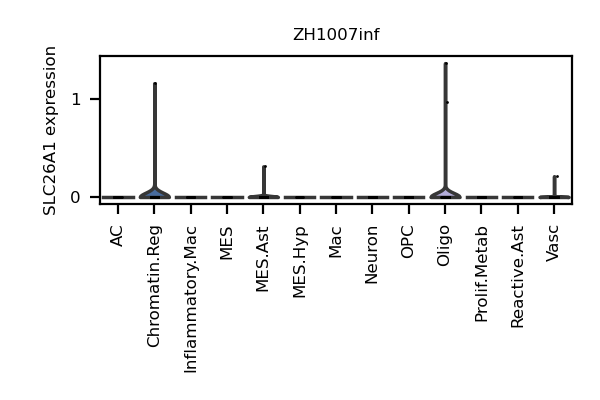 ZH1007inf
SLC26A1 expression
1
0
AC
Chromatin.Reg
Inflammatory.Mac
MES
MES.Ast
MES.Hyp
Mac
Neuron
OPC
Oligo
Prolif.Metab
Reactive.Ast
Vasc